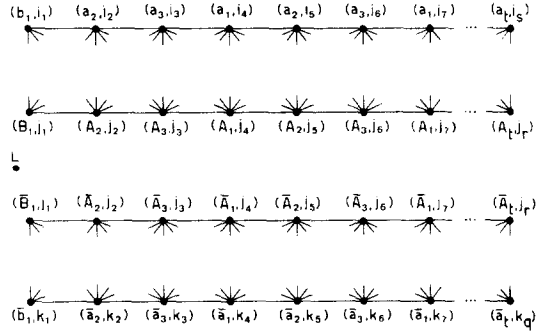 (b₁,i₁) (a₂,i₂) (a₃,i₃) (a₁,i₄) (a₂,i₅) (a₃,i₆) (a₁,i₇) ... (aₜ,iₛ)
(B₁,j₁) (A₂,j₂) (A₃,j₃) (A₁,j₄) (A₂,j₅) (A₃,j₆) (A₁,j₇) ... (Aₜ,jᵣ)
L
(B̄₁,j₁) (Ā₂,j₂) (Ā₃,j₃) (Ā₁,j₄) (Ā₂,j₅) (Ā₃,j₆) (Ā₁,j₇) ... (Āₜ,jᵣ)
(b̄₁,k₁) (ā₂,k₂) (ā₃,k₃) (ā₁,k₄) (ā₂,k₅) (ā₃,k₆) (ā₁,k₇) ... (āₜ,k_q)